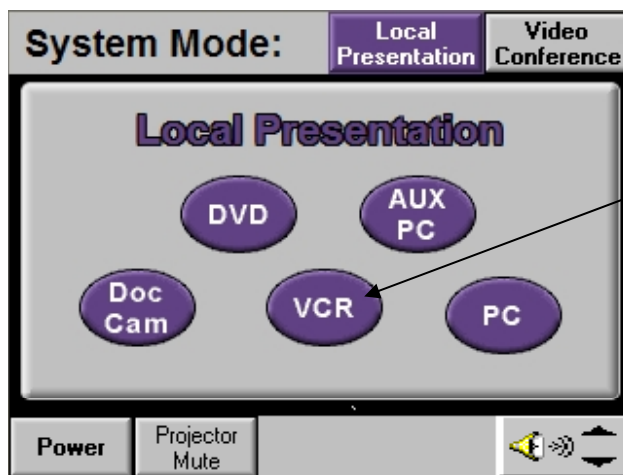 System Mode:
Local
Presentation
Video
Conference
Local Presentation
DVD
AUX
PC
Doc
Cam
VCR
PC
Power
Projector
Mute